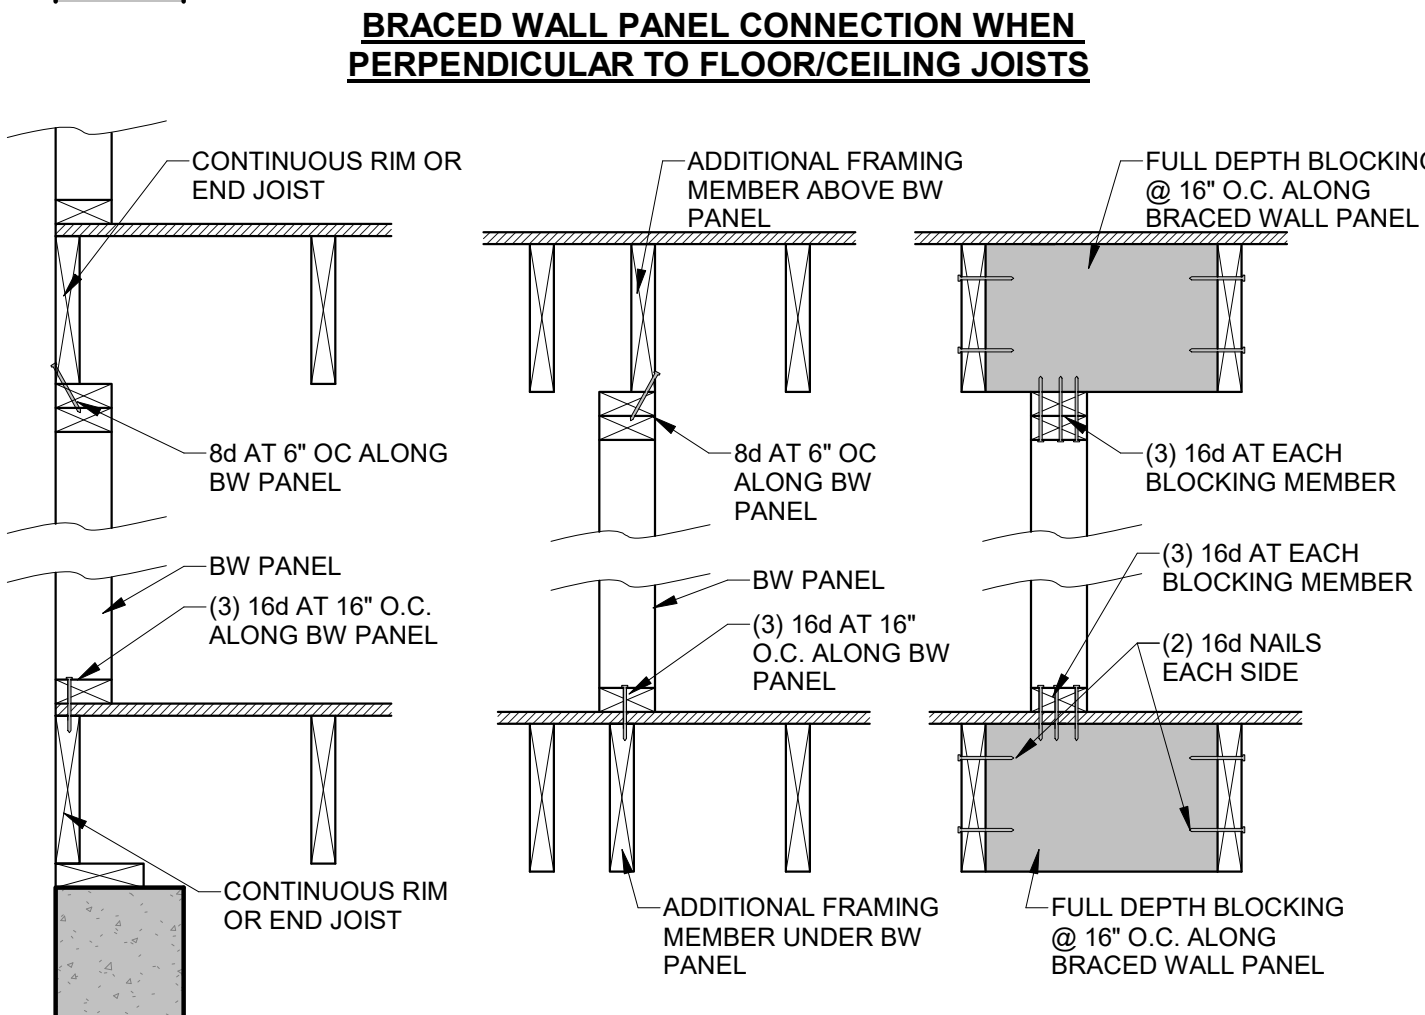 BRACED WALL PANEL CONNECTION WHEN
PERPENDICULAR TO FLOOR/CEILING JOISTS
CONTINUOUS RIM OR
END JOIST
8d AT 6" OC ALONG
BW PANEL
BW PANEL
(3) 16d AT 16" O.C.
ALONG BW PANEL
CONTINUOUS RIM
OR END JOIST
ADDITIONAL FRAMING
MEMBER ABOVE BW
PANEL
8d AT 6" OC
ALONG BW
PANEL
BW PANEL
(3) 16d AT 16"
O.C. ALONG BW
PANEL
ADDITIONAL FRAMING
MEMBER UNDER BW
PANEL
FULL DEPTH BLOCKING
@ 16" O.C. ALONG
BRACED WALL PANEL
(3) 16d AT EACH
BLOCKING MEMBER
(3) 16d AT EACH
BLOCKING MEMBER
(2) 16d NAILS
EACH SIDE
FULL DEPTH BLOCKING
@ 16" O.C. ALONG
BRACED WALL PANEL